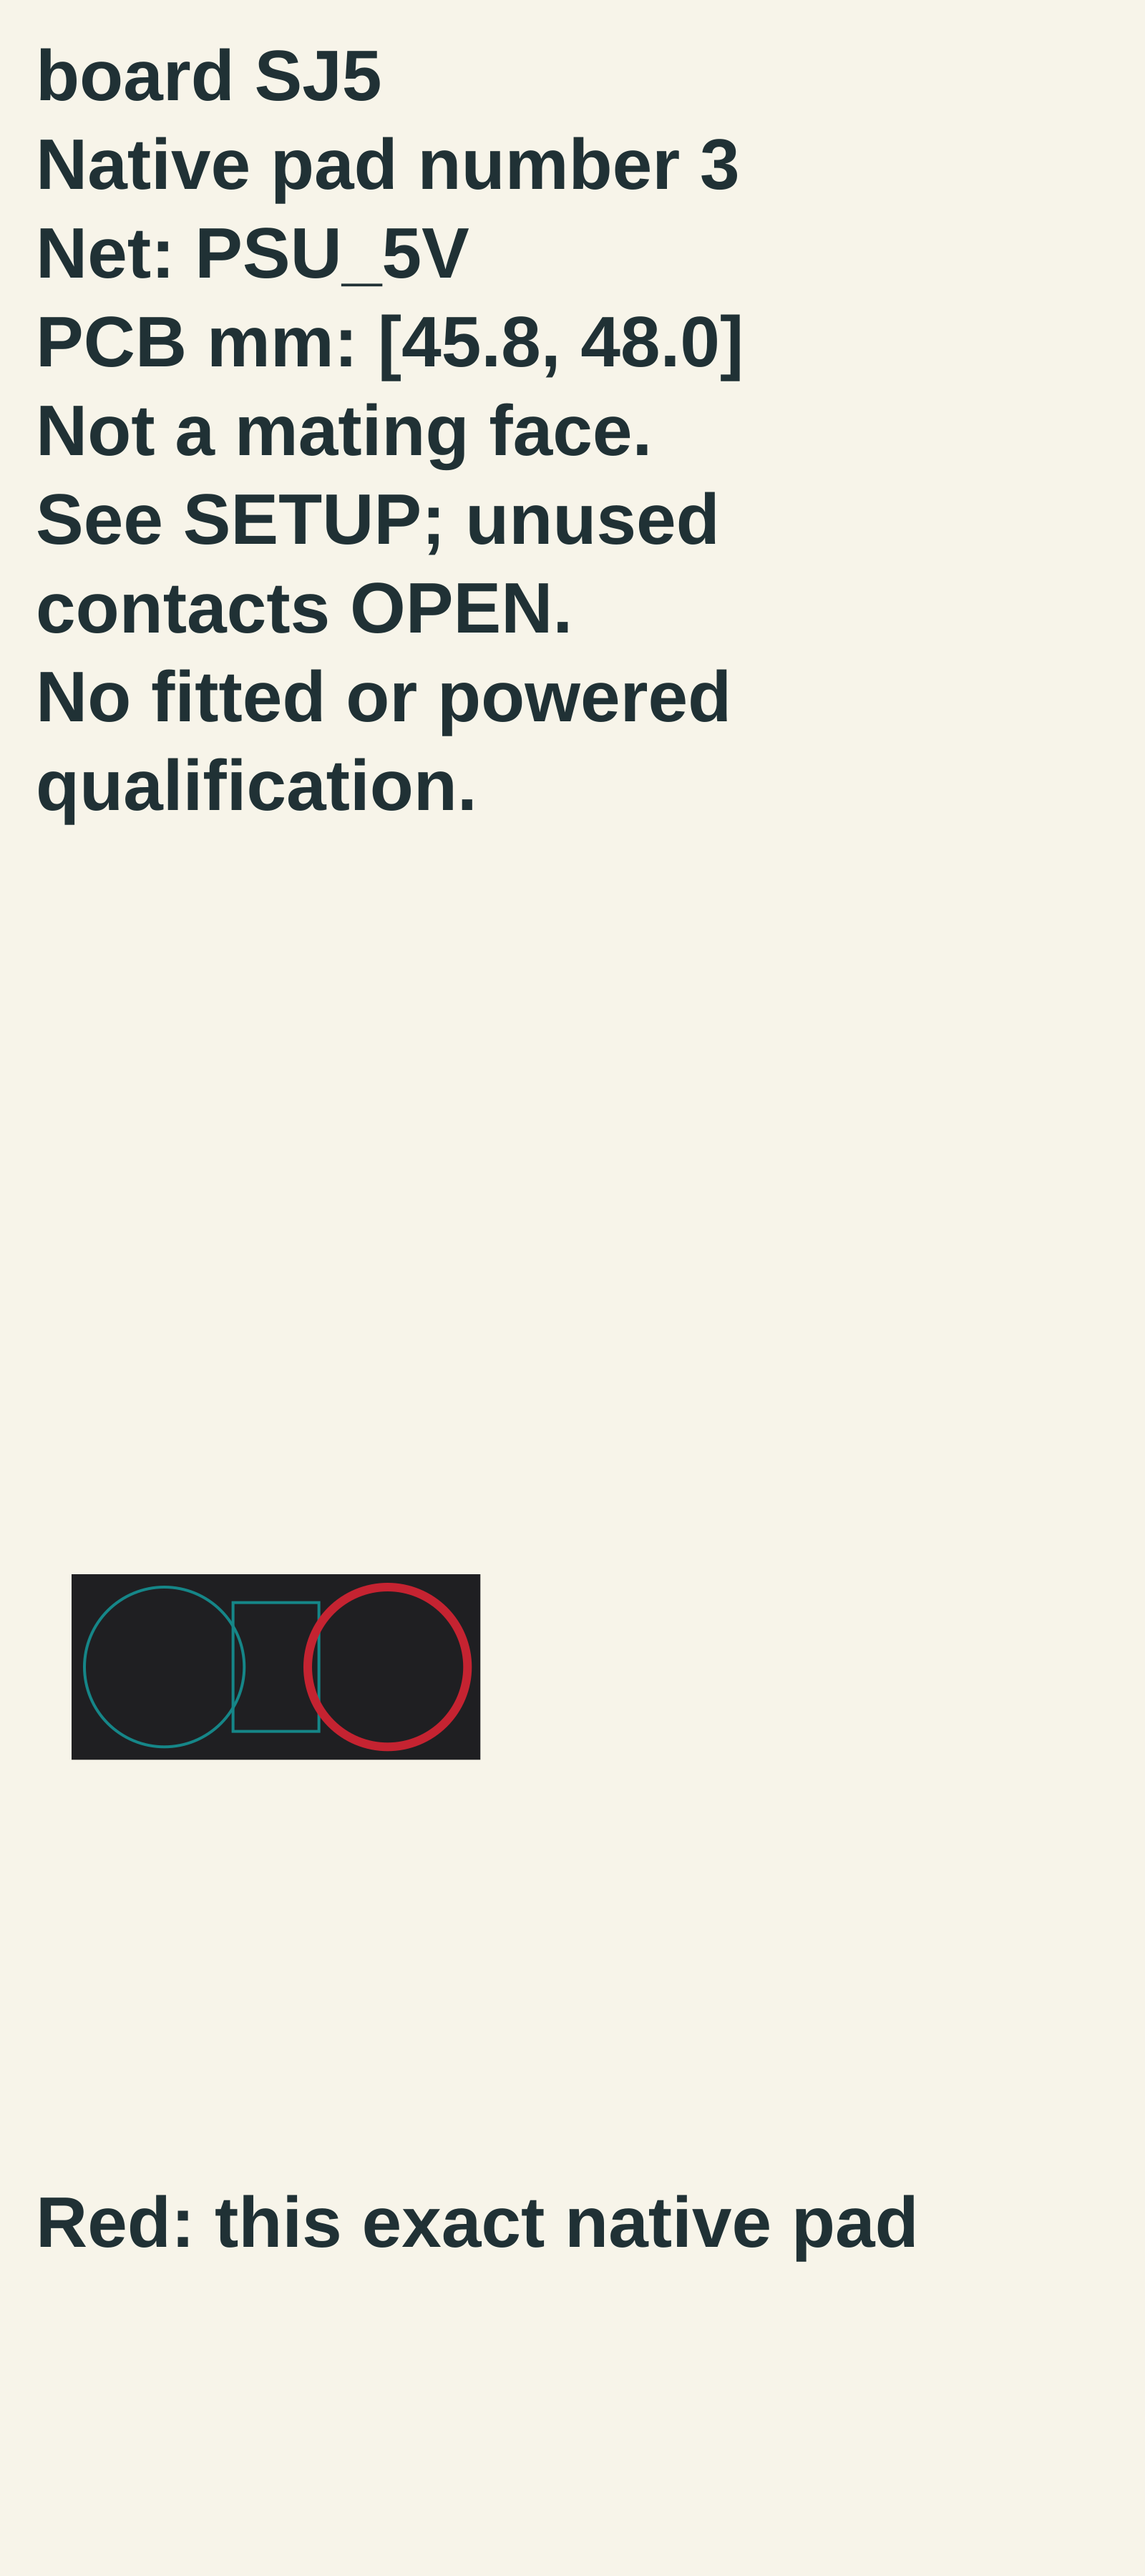 board SJ5
Native pad number 3
Net: PSU_5V
PCB mm: [45.8, 48.0]
Not a mating face.
See SETUP; unused
contacts OPEN.
No fitted or powered
qualification.
Red: this exact native pad